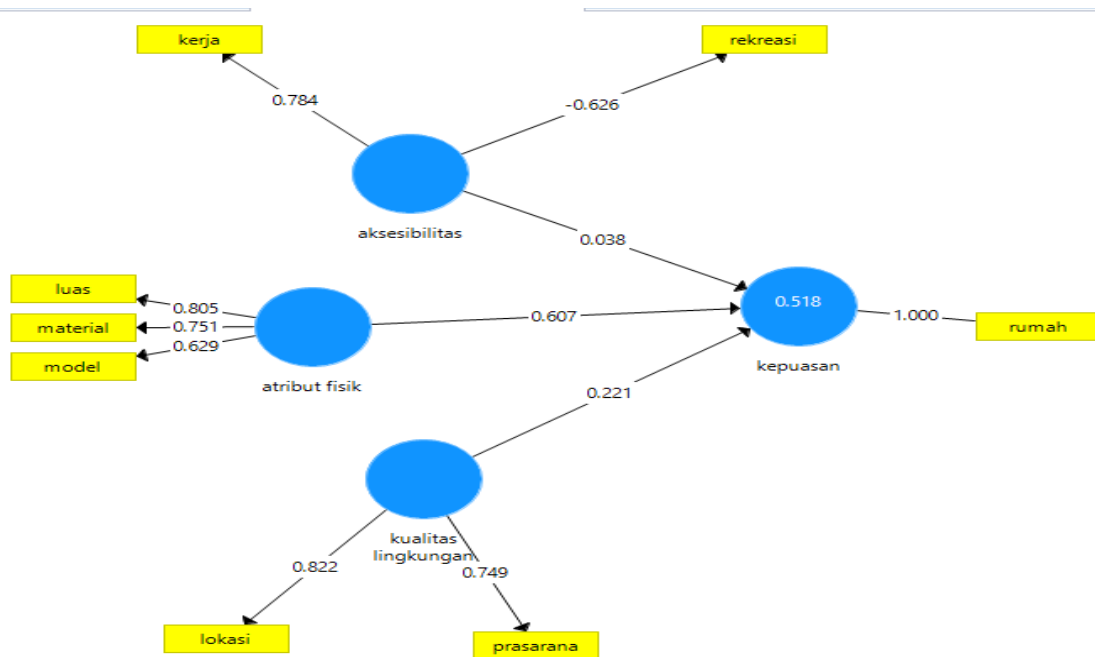 kerja
rekreasi
0.784
-0.626
aksesibilitas
0.038
luas
0.805
material
0.751
model
0.629
atribut fisik
0.607
0.518
1.000
rumah
kepuasan
0.221
kualitas
lingkungan
0.822
0.749
lokasi
prasarana